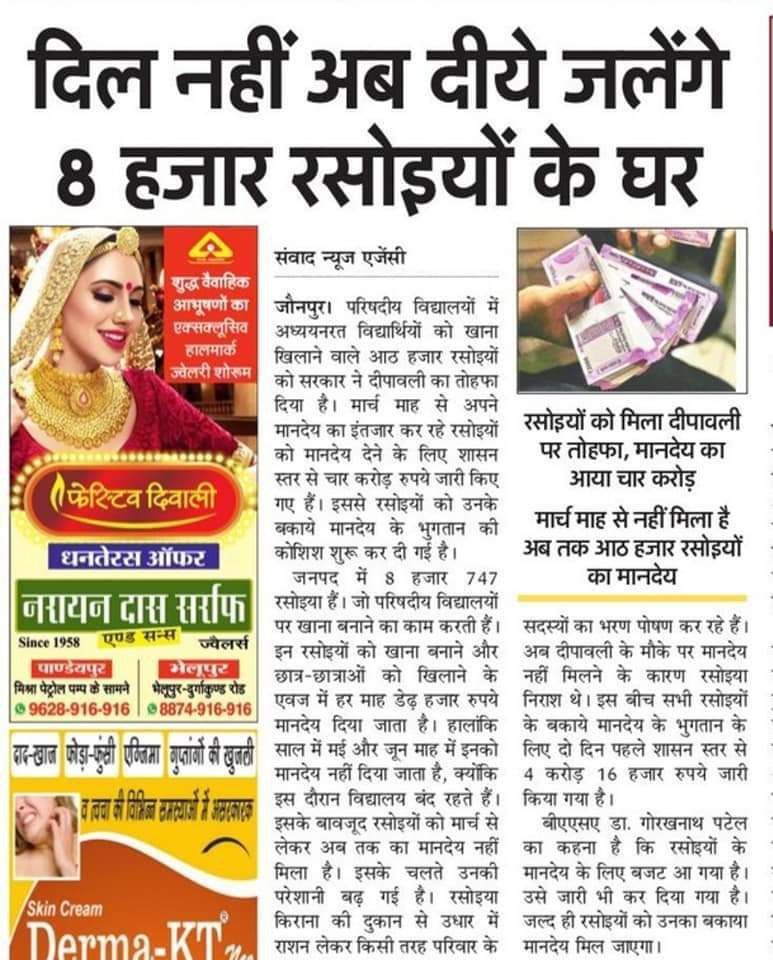 दिल नहीं अब दीये जलेंगे
8 हजार रसोइयों के घर
शुद्ध वैवाहिक
आभूषणों का
एक्सक्लूसिव
हालमार्क
ज्वेलरी शोरूम
फेस्टिव दिवाली
धनतेरस ऑफर
नरायन दास सर्राफ
एण्ड सन्स
Since 1958
ज्वैलर्स
पाण्डेयपुर
मिश्रा पेट्रोल पम्प के सामने
9628-916-916
भेलूपुर
भेलूपुर-दुर्गाकुण्ड रोड
8874-916-916
दाद-खाज फोड़ा-फुंसी एग्जिमा गुप्तांगों की खुजली
व त्वचा की विभिन्न समस्याओं में असरकारक
Skin Cream
Derma-KT®
संवाद न्यूज एजेंसी
जौनपुर। परिषदीय विद्यालयों में
अध्ययनरत विद्यार्थियों को खाना
खिलाने वाले आठ हजार रसोइयों
को सरकार ने दीपावली का तोहफा
दिया है। मार्च माह से अपने
मानदेय का इंतजार कर रहे रसोइयों
को मानदेय देने के लिए शासन
स्तर से चार करोड़ रुपये जारी किए
गए हैं। इससे रसोइयों को उनके
बकाये मानदेय के भुगतान की
कोशिश शुरू कर दी गई है।
जनपद में 8 हजार 747
रसोइया हैं। जो परिषदीय विद्यालयों
पर खाना बनाने का काम करती हैं।
इन रसोइयों को खाना बनाने और
छात्र-छात्राओं को खिलाने के
एवज में हर माह डेढ़ हजार रुपये
मानदेय दिया जाता है। हालांकि
साल में मई और जून माह में इनको
मानदेय नहीं दिया जाता है, क्योंकि
इस दौरान विद्यालय बंद रहते हैं।
इसके बावजूद रसोइयों को मार्च से
लेकर अब तक का मानदेय नहीं
मिला है। इसके चलते उनकी
परेशानी बढ़ गई है। रसोइया
किराना की दुकान से उधार में
राशन लेकर किसी तरह परिवार के
रसोइयों को मिला दीपावली
पर तोहफा, मानदेय का
आया चार करोड़
मार्च माह से नहीं मिला है
अब तक आठ हजार रसोइयों
का मानदेय
सदस्यों का भरण पोषण कर रहे हैं।
अब दीपावली के मौके पर मानदेय
नहीं मिलने के कारण रसोइया
निराश थे। इस बीच सभी रसोइयों
के बकाये मानदेय के भुगतान के
लिए दो दिन पहले शासन स्तर से
4 करोड़ 16 हजार रुपये जारी
किया गया है।
बीएसए डा. गोरखनाथ पटेल
का कहना है कि रसोइयों के
मानदेय के लिए बजट आ गया है।
उसे जारी भी कर दिया गया है।
जल्द ही रसोइयों को उनका बकाया
मानदेय मिल जाएगा।